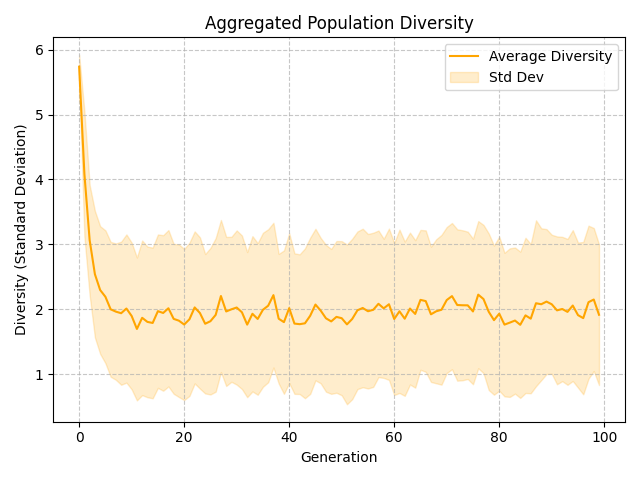 Aggregated Population Diversity
Average Diversity
Std Dev
Diversity (Standard Deviation)
6
5
4
3
2
1
0
20
40
60
80
100
Generation